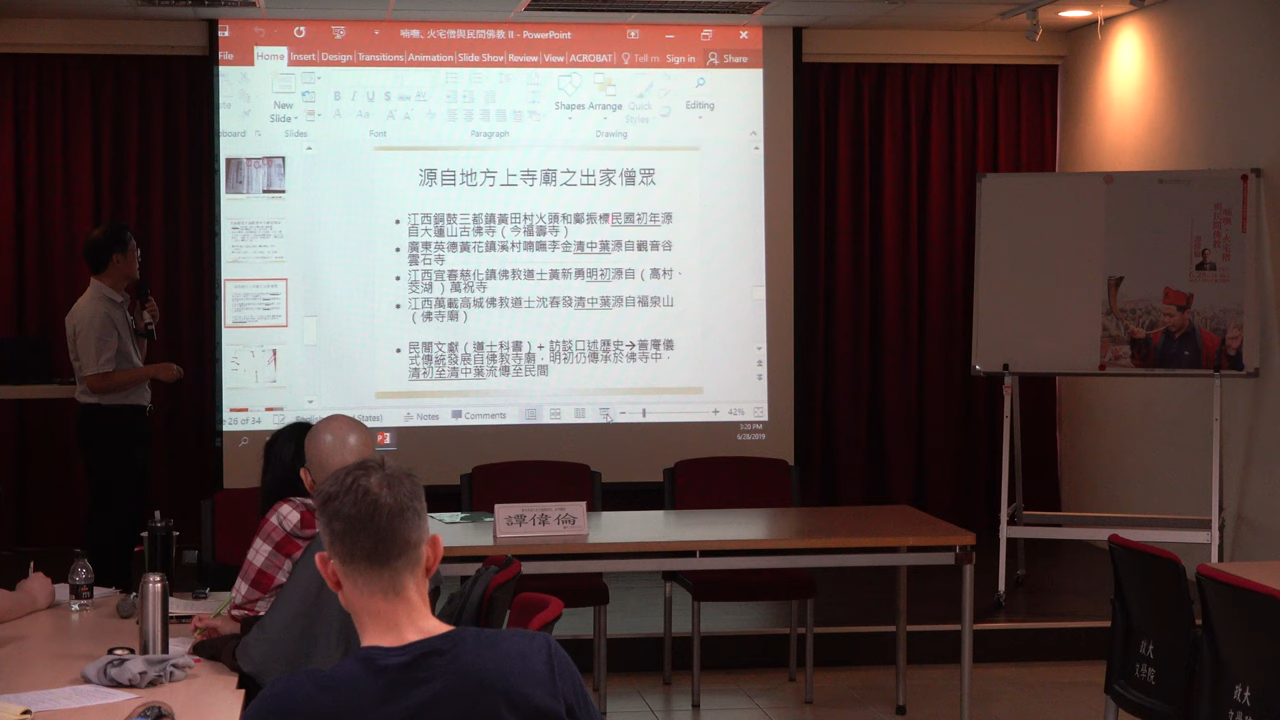 喃嘸、火宅僧與民間佛教 II - PowerPoint
File Home Insert Design Transitions Animation Slide Show Review View ACROBAT Tell m Sign in Share
New Slide
Shapes Arrange Quick Styles
Editing
Slides Font Paragraph Drawing
源自地方上寺廟之出家僧眾
江西銅鼓三都鎮黃田村火頭和鄭振標民國初年源
自大蓮山古佛寺（今福壽寺）
廣東英德黃花鎮溪村喃嘸李金清中葉源自觀音谷
雲石寺
江西宜春慈化鎮佛教道士黃新勇明初源自（高村、
茭湖）萬祝寺
江西萬載高城佛教道士沈春發清中葉源自福泉山
（佛寺廟）
民間文獻（道士科書）+ 訪談口述歷史→普庵儀
式傳統發展自佛教寺廟，明初仍傳承於佛寺中，
清初至清中葉流傳至民間
26 of 34
Notes Comments
42%
3:20 PM
6/28/2019
譚偉倫
政大
文學院
政大